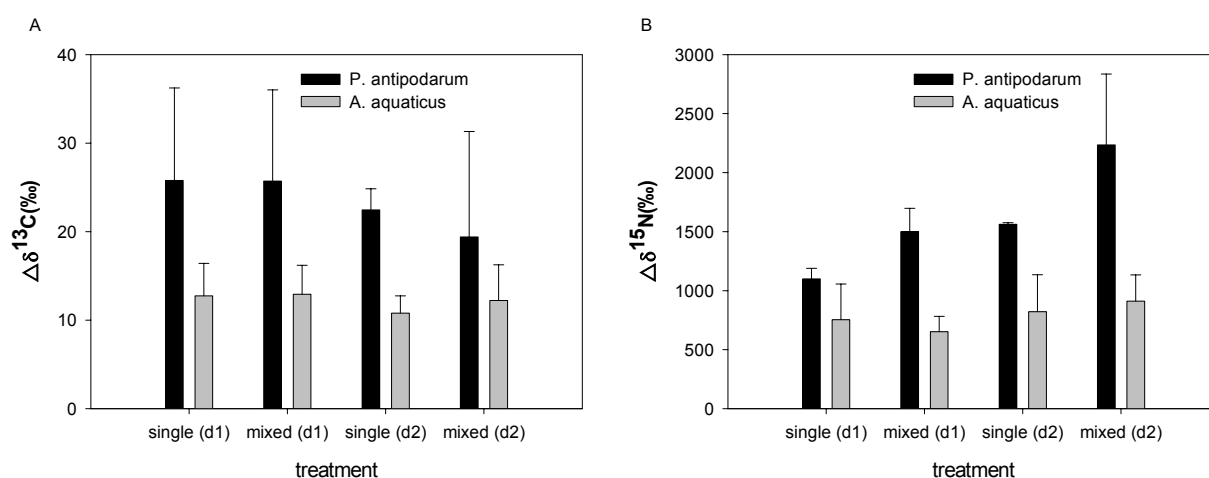 A
40
30
20
10
0
Δδ¹³C(‰)
P. antipodarum
A. aquaticus
single (d1) mixed (d1) single (d2) mixed (d2)
treatment
B
3000
2500
2000
1500
1000
500
0
Δδ¹⁵N(‰)
P. antipodarum
A. aquaticus
single (d1) mixed (d1) single (d2) mixed (d2)
treatment